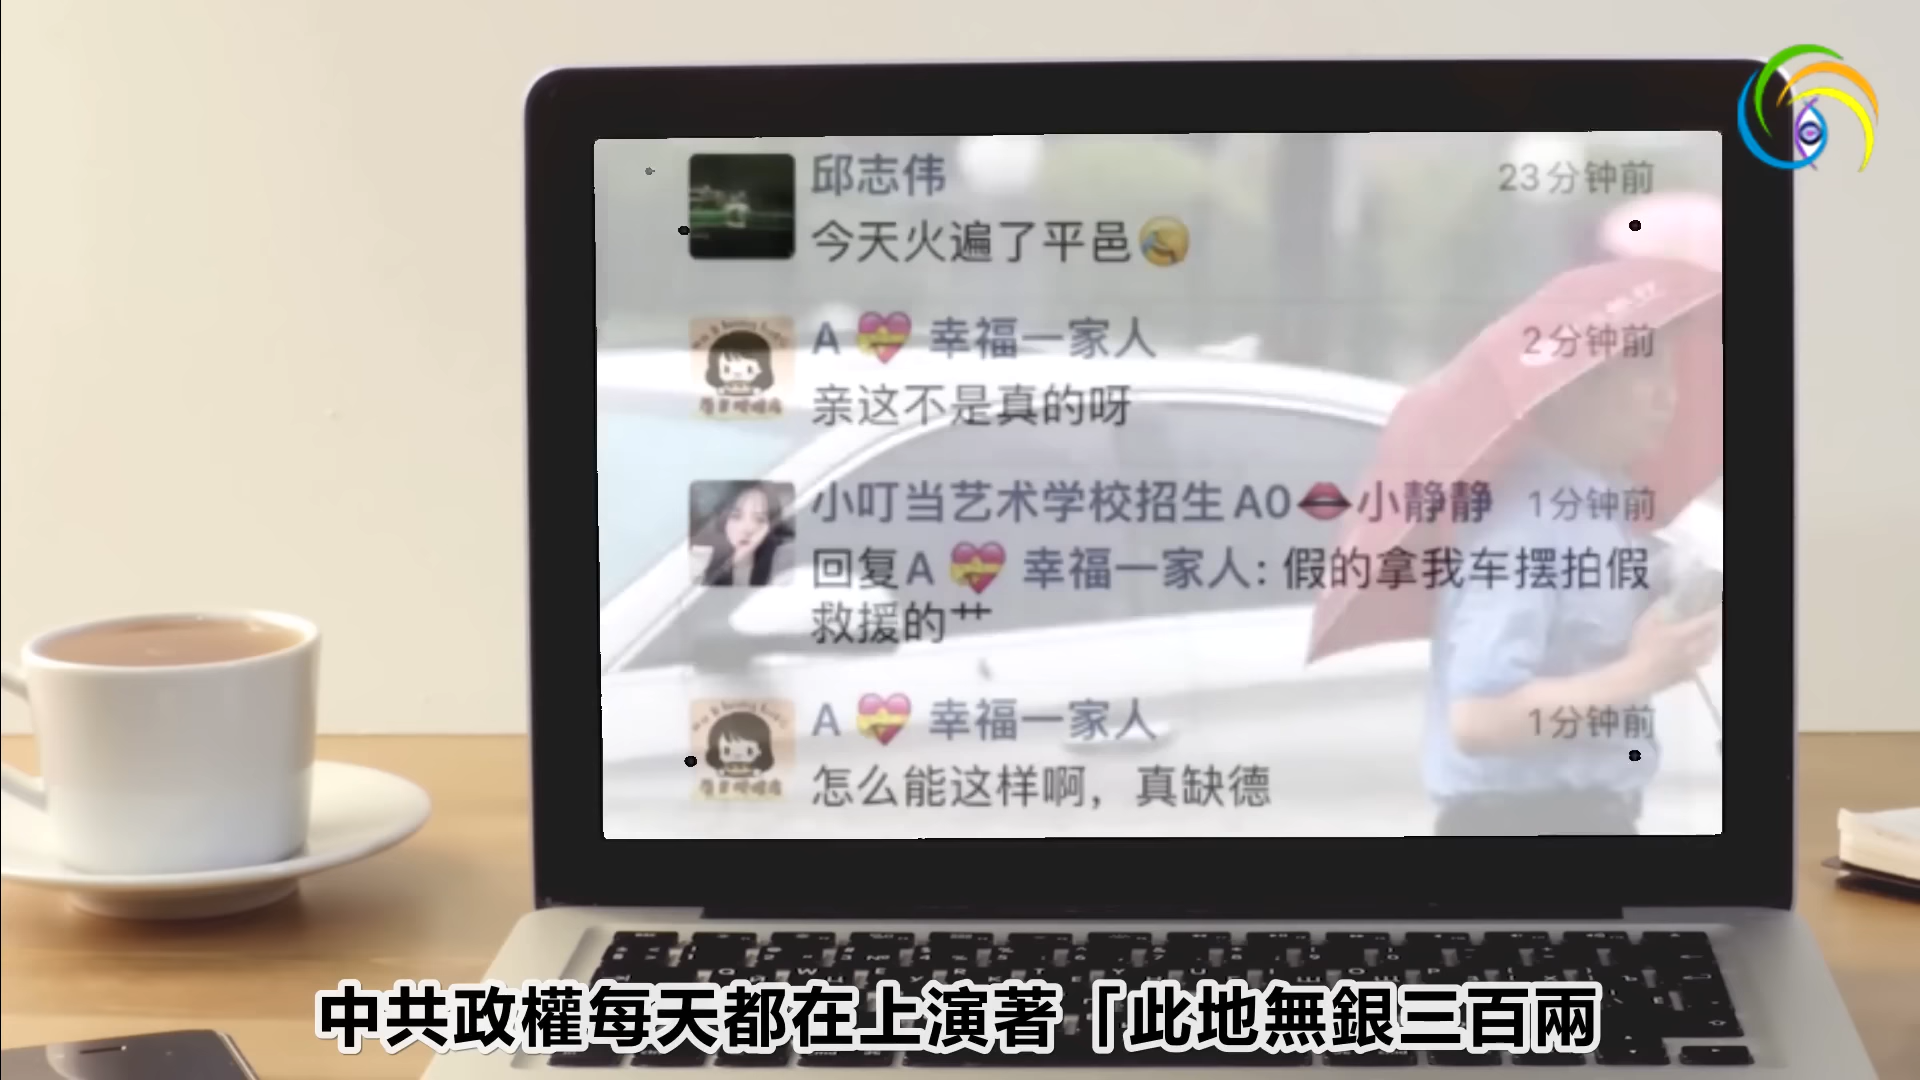 邱志伟
23分钟前
今天火遍了平邑
A 幸福一家人
2分钟前
亲这不是真的呀
小叮当艺术学校招生A0小静静
1分钟前
回复A 幸福一家人: 假的拿我车摆拍假
救援的艹
A 幸福一家人
1分钟前
怎么能这样啊，真缺德
中共政權每天都在上演著「此地無銀三百兩